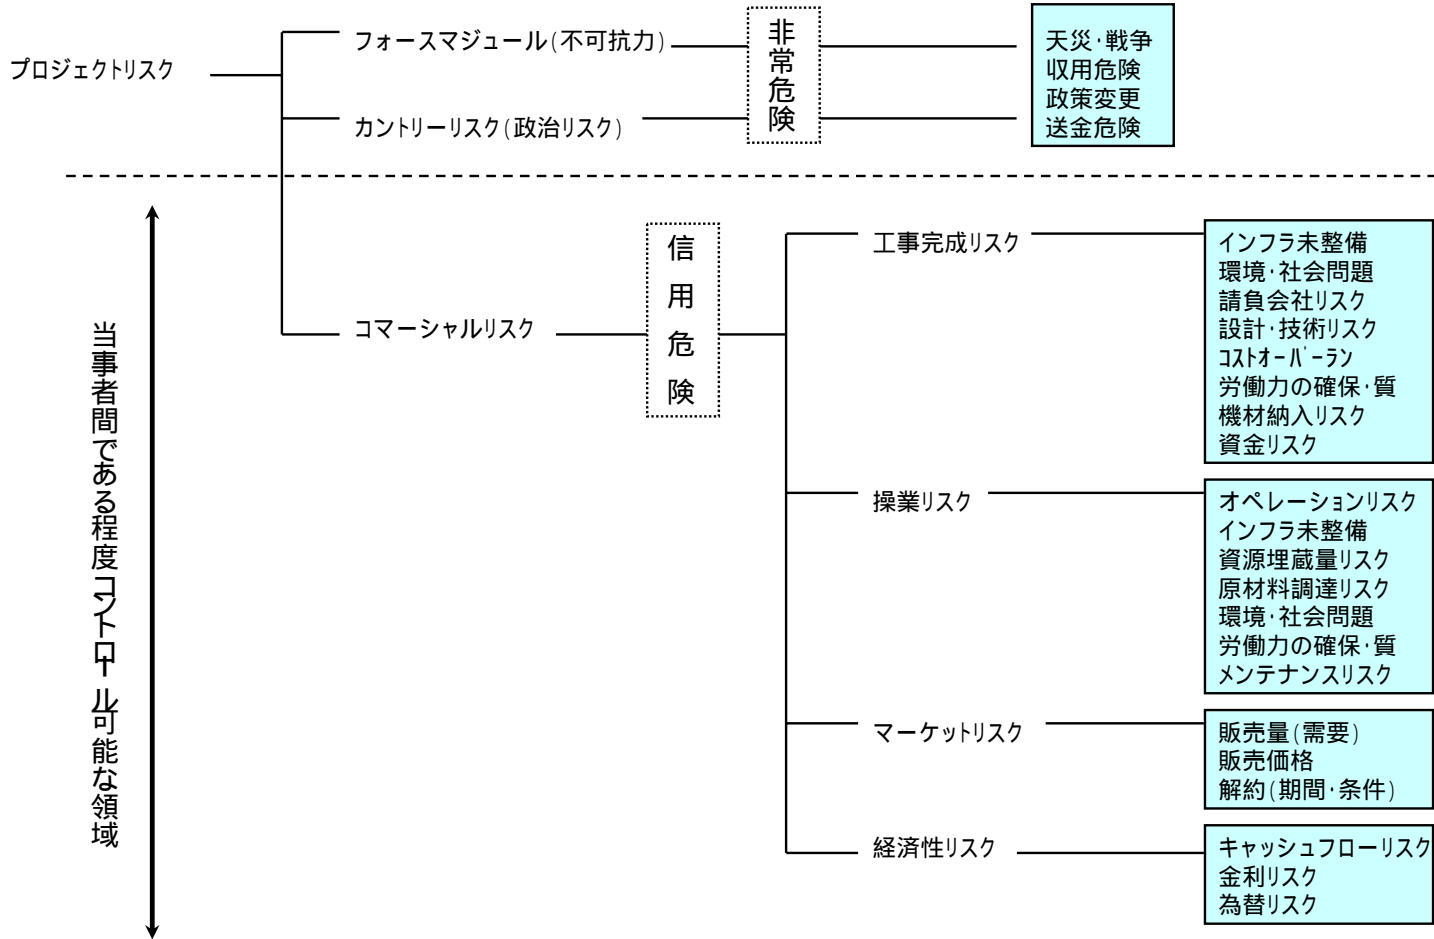 プロジェクトリスク
フォースマジュール(不可抗力)
カントリーリスク(政治リスク)
非常危険
天災・戦争
収用危険
政策変更
送金危険
当事者間である程度コントロール可能な領域
コマーシャルリスク
信用危険
工事完成リスク
インフラ未整備
環境・社会問題
請負会社リスク
設計・技術リスク
コストオーバーラン
労働力の確保・質
機材納入リスク
資金リスク
操業リスク
オペレーションリスク
インフラ未整備
資源埋蔵量リスク
原材料調達リスク
環境・社会問題
労働力の確保・質
メンテナンスリスク
マーケットリスク
販売量(需要)
販売価格
解約(期間・条件)
経済性リスク
キャッシュフローリスク
金利リスク
為替リスク